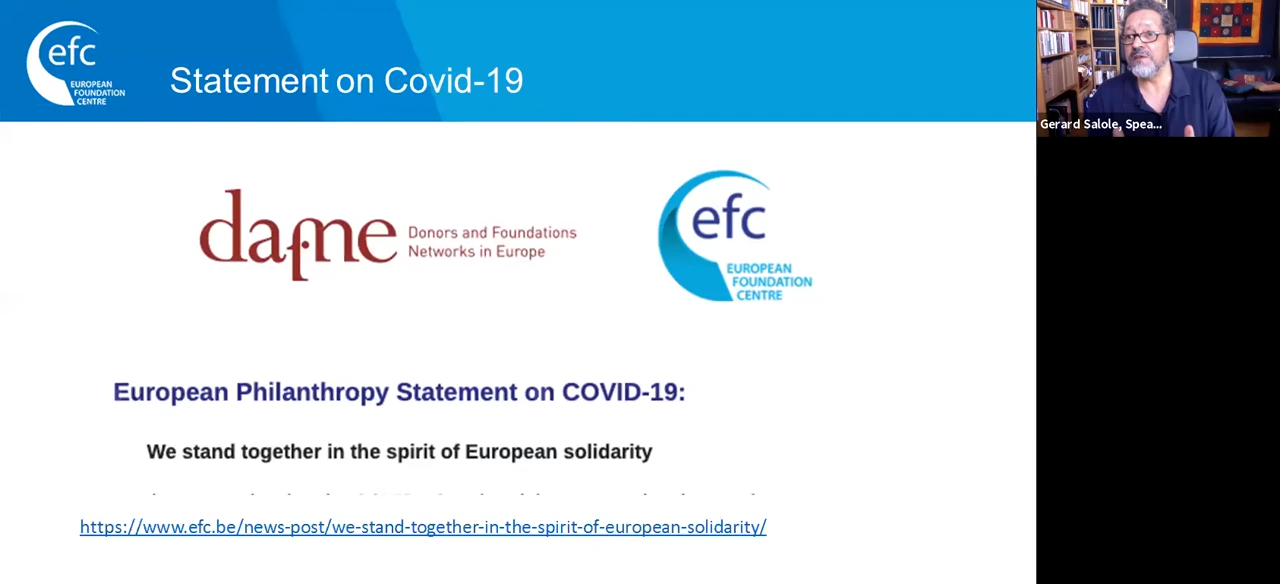 efc
EUROPEAN
FOUNDATION
CENTRE
Statement on Covid-19
Gerard Salole, Spea...
dafne
Donors and Foundations
Networks in Europe
efc
EUROPEAN
FOUNDATION
CENTRE
European Philanthropy Statement on COVID-19:
We stand together in the spirit of European solidarity
https://www.efc.be/news-post/we-stand-together-in-the-spirit-of-european-solidarity/